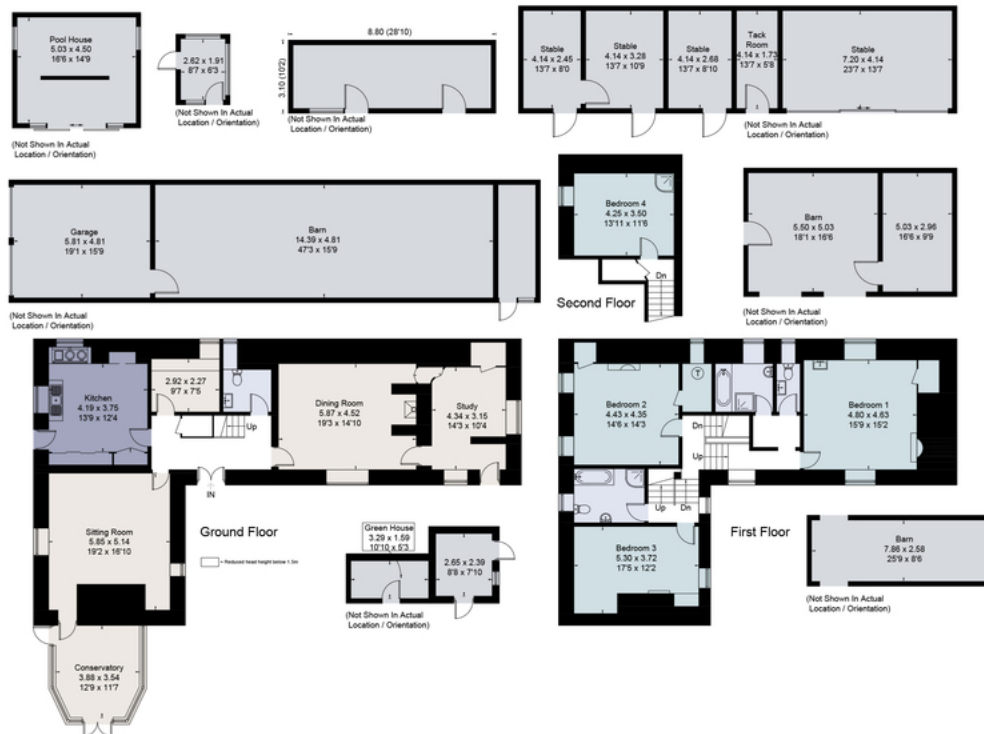 Pool House
5.03 x 4.50
16'6 x 14'9
(Not Shown In Actual
Location / Orientation)
2.62 x 1.91
8'7 x 6'3
(Not Shown In Actual
Location / Orientation)
8.80 (28'10)
3.10 (10'2)
(Not Shown In Actual
Location / Orientation)
Stable
4.14 x 2.45
13'7 x 8'0
Stable
4.14 x 3.28
13'7 x 10'9
Stable
4.14 x 2.68
13'7 x 8'10
Tack
Room
4.14 x 1.73
13'7 x 5'8
Stable
7.20 x 4.14
23'7 x 13'7
(Not Shown In Actual
Location / Orientation)
Garage
5.81 x 4.81
19'1 x 15'9
Barn
14.39 x 4.81
47'3 x 15'9
(Not Shown In Actual
Location / Orientation)
Bedroom 4
4.25 x 3.50
13'11 x 11'6
Dn
Second Floor
Barn
5.50 x 5.03
18'1 x 16'6
5.03 x 2.96
16'6 x 9'9
(Not Shown In Actual
Location / Orientation)
Kitchen
4.19 x 3.75
13'9 x 12'4
2.92 x 2.27
9'7 x 7'5
Up
Dining Room
5.87 x 4.52
19'3 x 14'10
Study
4.34 x 3.15
14'3 x 10'4
IN
Sitting Room
5.85 x 5.14
19'2 x 16'10
Ground Floor
= Reduced head height below 1.5m
Conservatory
3.88 x 3.54
12'9 x 11'7
Green House
3.29 x 1.59
10'10 x 5'3
2.65 x 2.39
8'8 x 7'10
(Not Shown In Actual
Location / Orientation)
Bedroom 2
4.43 x 4.35
14'6 x 14'3
T
Dn
Up
Bedroom 1
4.80 x 4.63
15'9 x 15'2
Up
Dn
Bedroom 3
5.30 x 3.72
17'5 x 12'2
First Floor
Barn
7.86 x 2.58
25'9 x 8'6
(Not Shown In Actual
Location / Orientation)